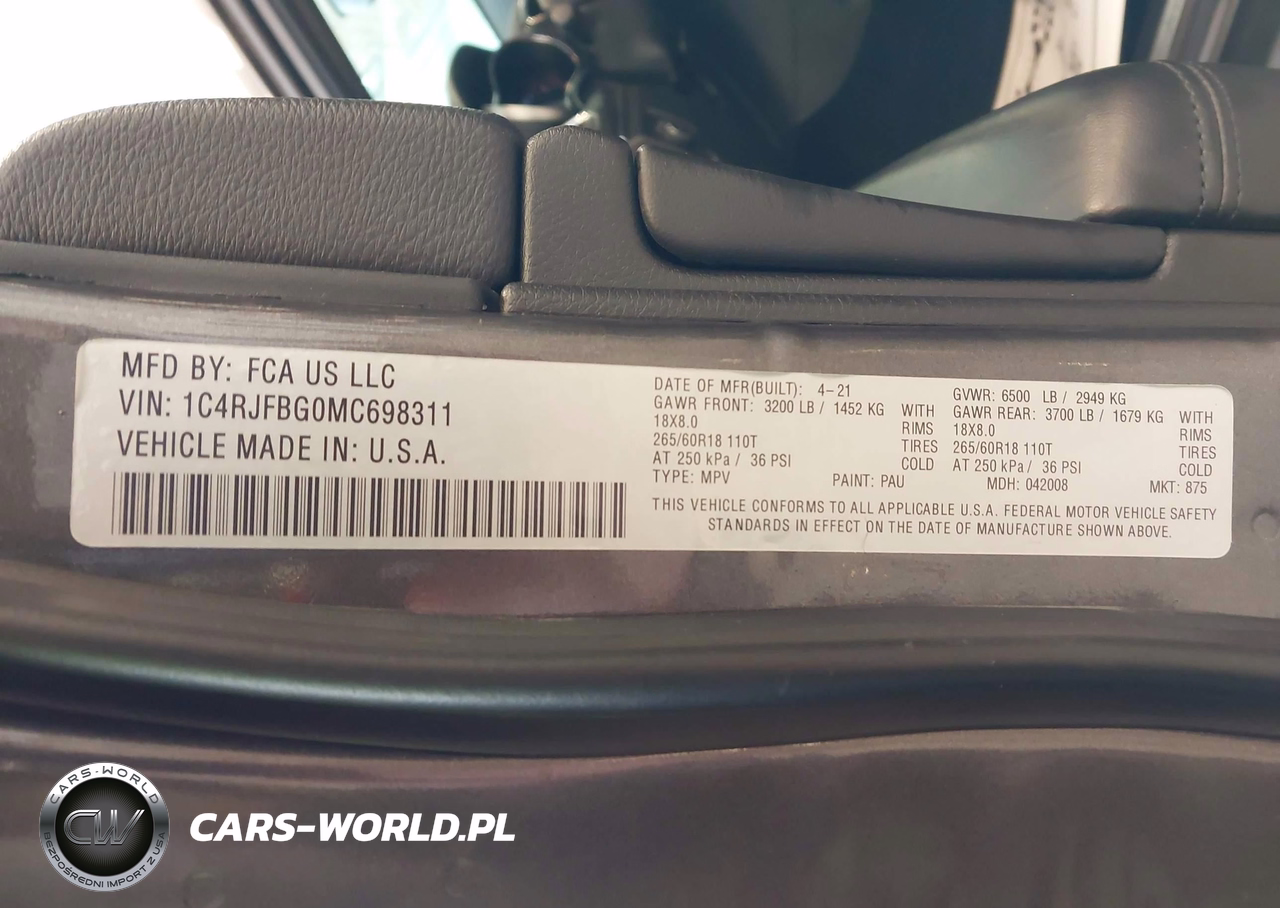 MFD BY: FCA US LLC
VIN: 1C4RJFBG0MC698311
VEHICLE MADE IN: U.S.A.
DATE OF MFR(BUILT): 4-21
GAWR FRONT: 3200 LB / 1452 KG WITH
18X8.0 RIMS
265/60R18 110T TIRES
AT 250 kPa / 36 PSI COLD
TYPE: MPV PAINT: PAU
GVWR: 6500 LB / 2949 KG
GAWR REAR: 3700 LB / 1679 KG WITH
18X8.0 RIMS
265/60R18 110T TIRES
AT 250 kPa / 36 PSI COLD
MDH: 042008 MKT: 875
THIS VEHICLE CONFORMS TO ALL APPLICABLE U.S.A. FEDERAL MOTOR VEHICLE SAFETY
STANDARDS IN EFFECT ON THE DATE OF MANUFACTURE SHOWN ABOVE.
CARS-WORLD
CW
BEZPOŚREDNI IMPORT Z USA
CARS-WORLD.PL